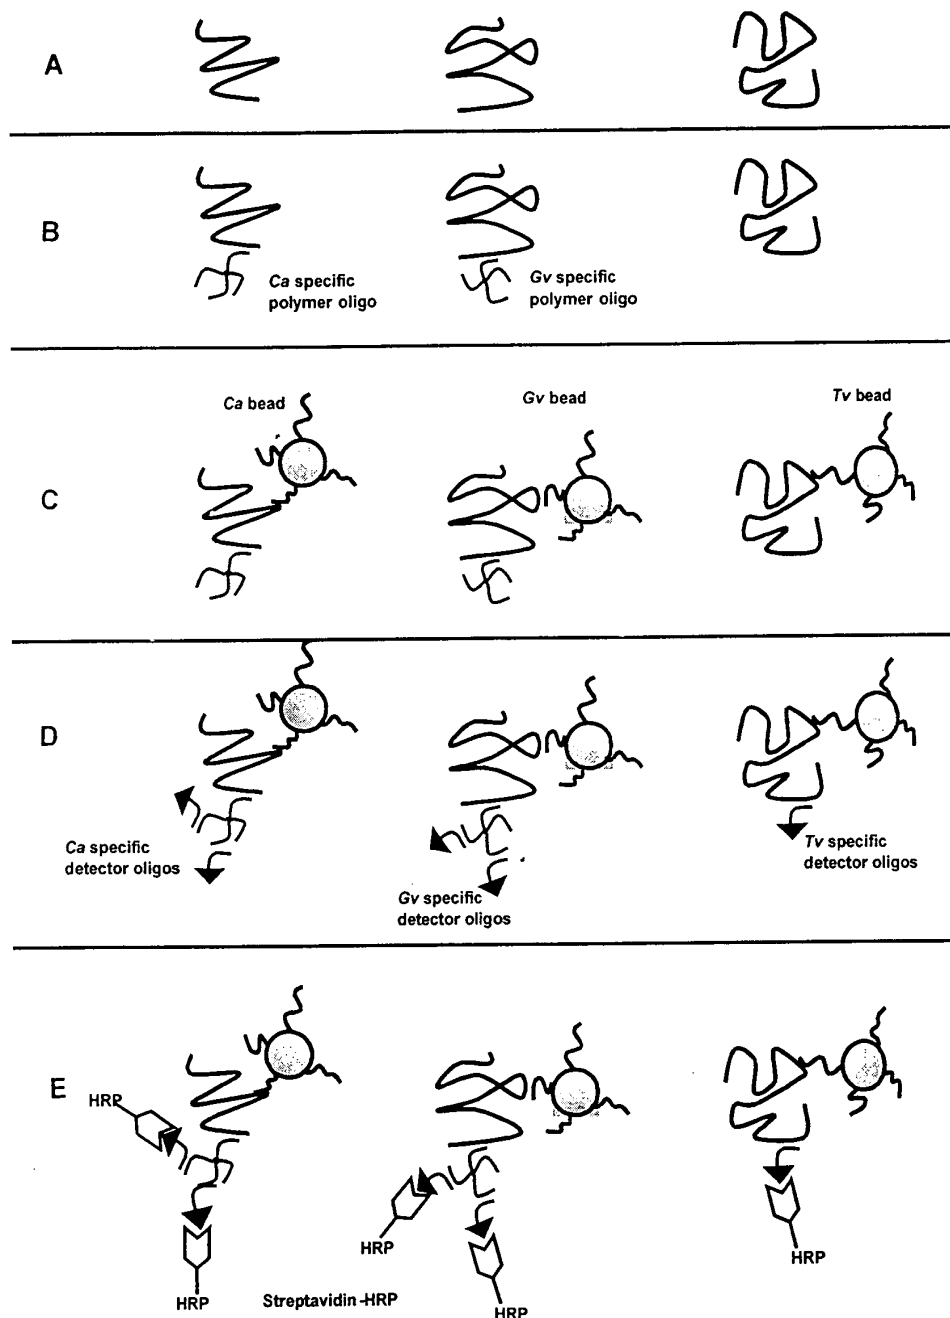 A
B
Ca specific
polymer oligo
Gv specific
polymer oligo
C
Ca bead
Gv bead
Tv bead
D
Ca specific
detector oligos
Gv specific
detector oligos
Tv specific
detector oligos
E
HRP
HRP
HRP
HRP
HRP
Streptavidin-HRP